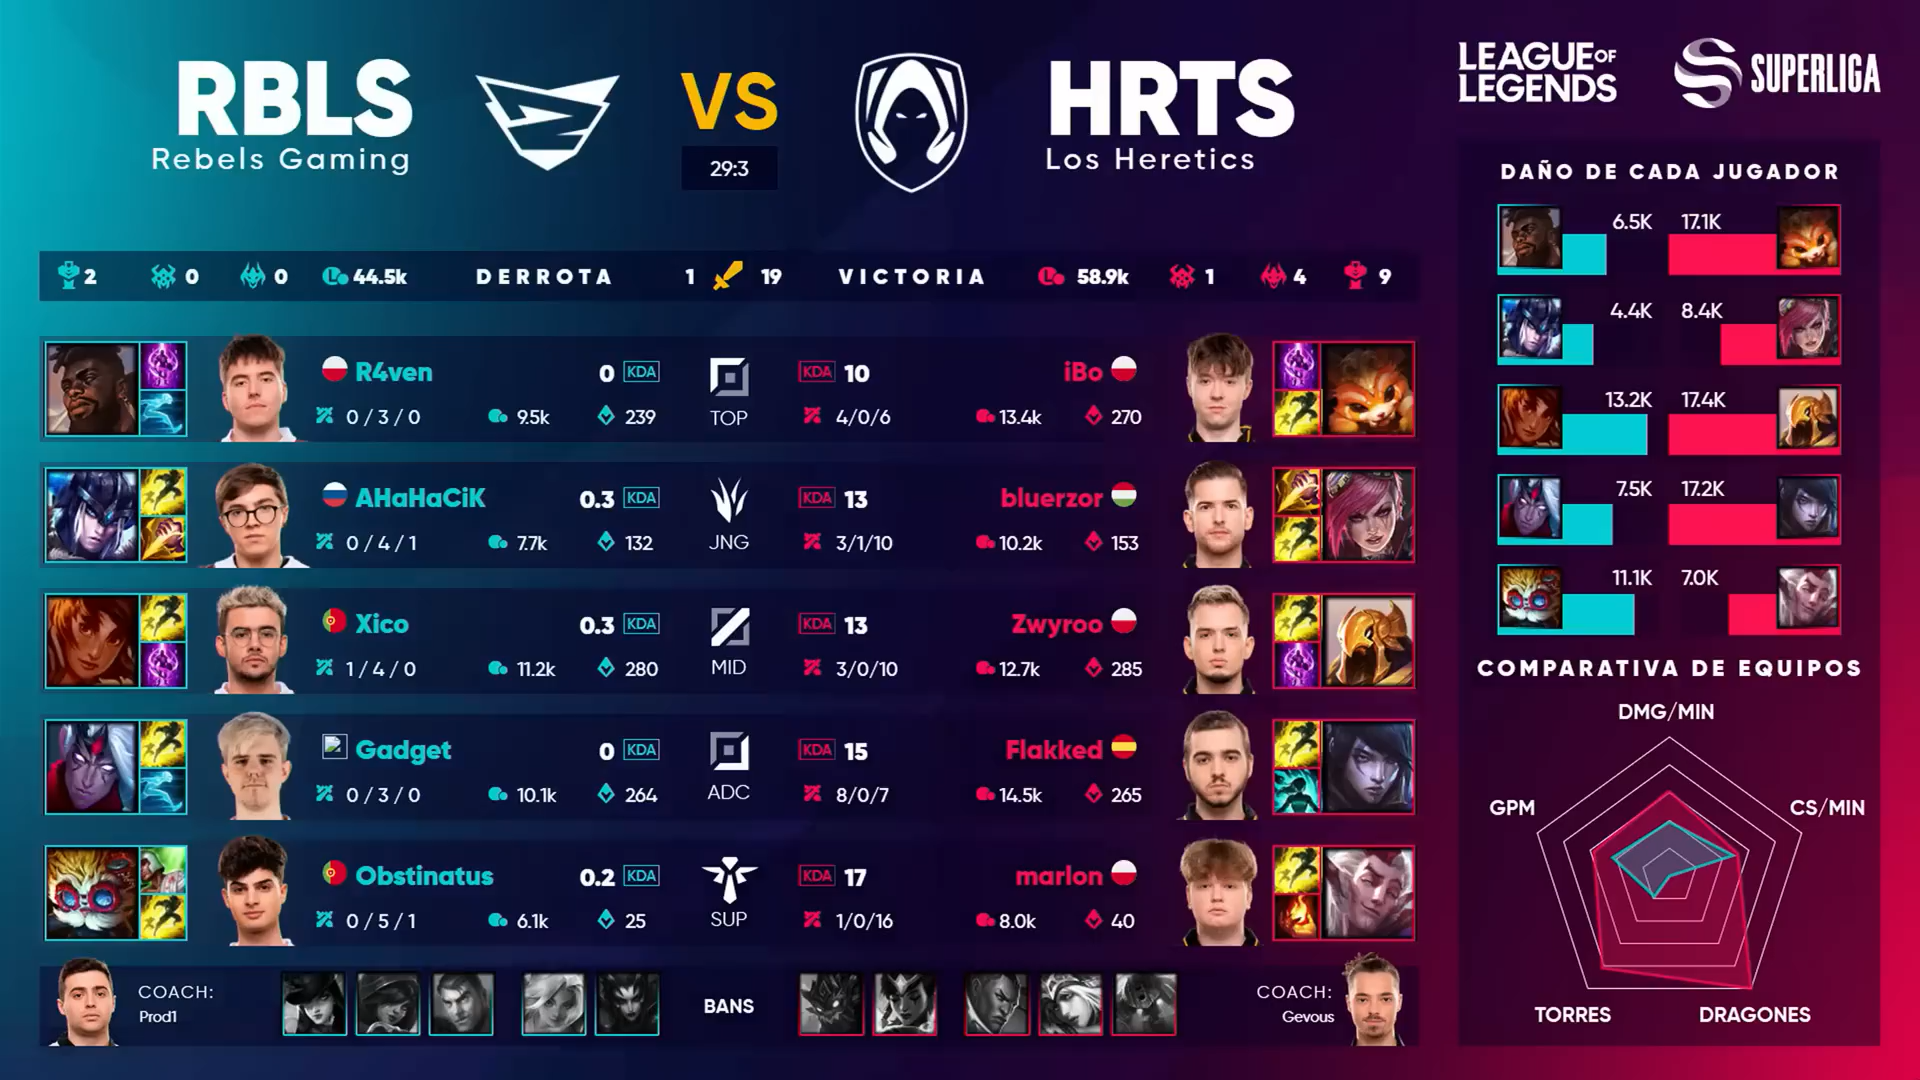 RBLS
Rebels Gaming
VS
29:3
HRTS
Los Heretics
LEAGUE OF
LEGENDS
SUPERLIGA
2 0 0 44.5k DERROTA 1 19 VICTORIA 58.9k 1 4 9
R4ven 0 KDA TOP KDA 10 iBo
0 / 3 / 0 9.5k 239 4/0/6 13.4k 270
AHaHaCiK 0.3 KDA JNG KDA 13 bluerzor
0 / 4 / 1 7.7k 132 3/1/10 10.2k 153
Xico 0.3 KDA MID KDA 13 Zwyroo
1 / 4 / 0 11.2k 280 3/0/10 12.7k 285
Gadget 0 KDA ADC KDA 15 Flakked
0 / 3 / 0 10.1k 264 8/0/7 14.5k 265
Obstinatus 0.2 KDA SUP KDA 17 marlon
0 / 5 / 1 6.1k 25 1/0/16 8.0k 40
COACH:
Prod1
BANS
COACH:
Gevous
DAÑO DE CADA JUGADOR
6.5K 17.1K
4.4K 8.4K
13.2K 17.4K
7.5K 17.2K
11.1K 7.0K
COMPARATIVA DE EQUIPOS
DMG/MIN
GPM
CS/MIN
TORRES
DRAGONES